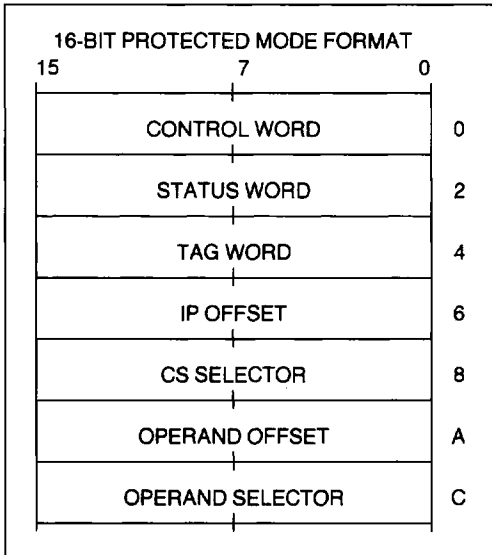 16-BIT PROTECTED MODE FORMAT
15 7 0
CONTROL WORD 0
STATUS WORD 2
TAG WORD 4
IP OFFSET 6
CS SELECTOR 8
OPERAND OFFSET A
OPERAND SELECTOR C